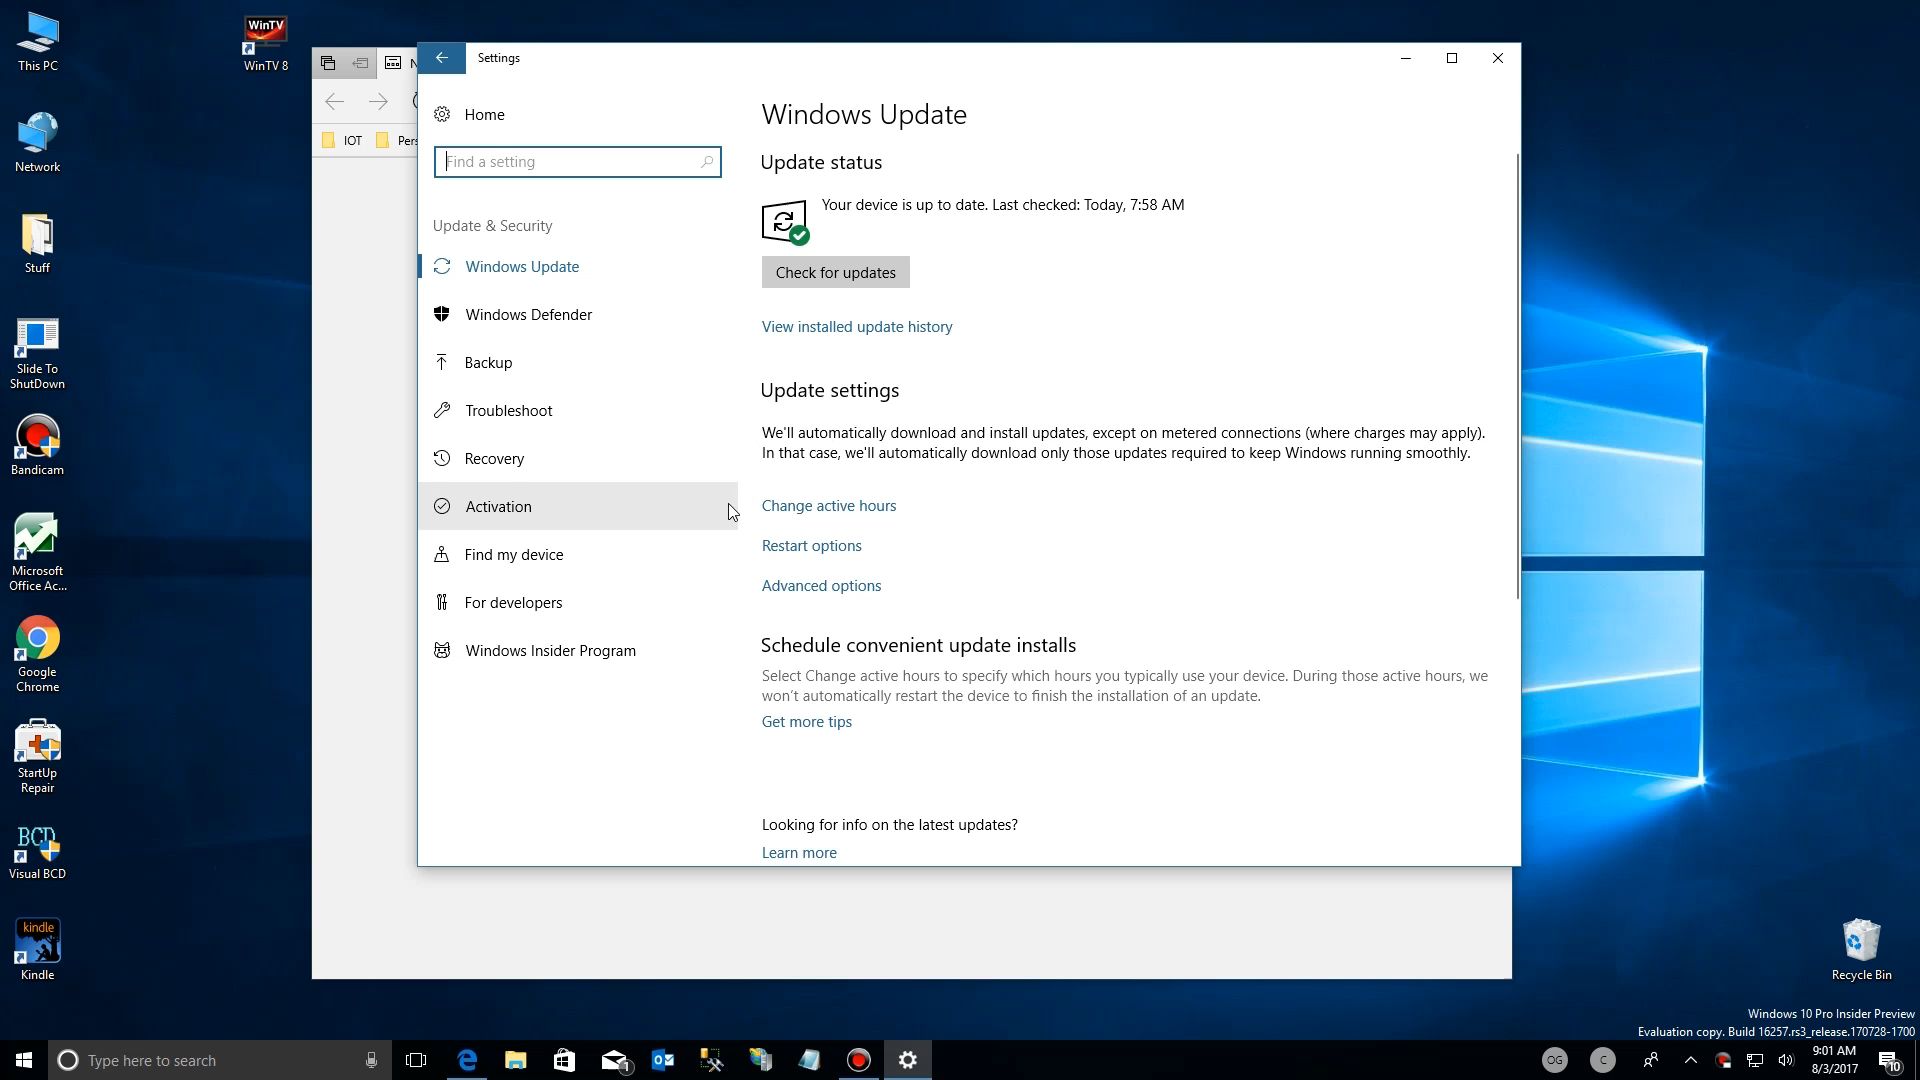 This PC
WinTV
WinTV 8
Network
Stuff
Slide To
ShutDown
Bandicam
Microsoft
Office Ac...
Google
Chrome
StartUp
Repair
BCD
Visual BCD
kindle
Kindle
N
IOT
Pers
Settings
Home
Find a setting
Update & Security
Windows Update
Windows Defender
Backup
Troubleshoot
Recovery
Activation
Find my device
For developers
Windows Insider Program
Windows Update
Update status
Your device is up to date. Last checked: Today, 7:58 AM
Check for updates
View installed update history
Update settings
We'll automatically download and install updates, except on metered connections (where charges may apply).
In that case, we'll automatically download only those updates required to keep Windows running smoothly.
Change active hours
Restart options
Advanced options
Schedule convenient update installs
Select Change active hours to specify which hours you typically use your device. During those active hours, we
won't automatically restart the device to finish the installation of an update.
Get more tips
Looking for info on the latest updates?
Learn more
Recycle Bin
Windows 10 Pro Insider Preview
Evaluation copy. Build 16257.rs3_release.170728-1700
Type here to search
1
OG
C
9:01 AM
8/3/2017
10